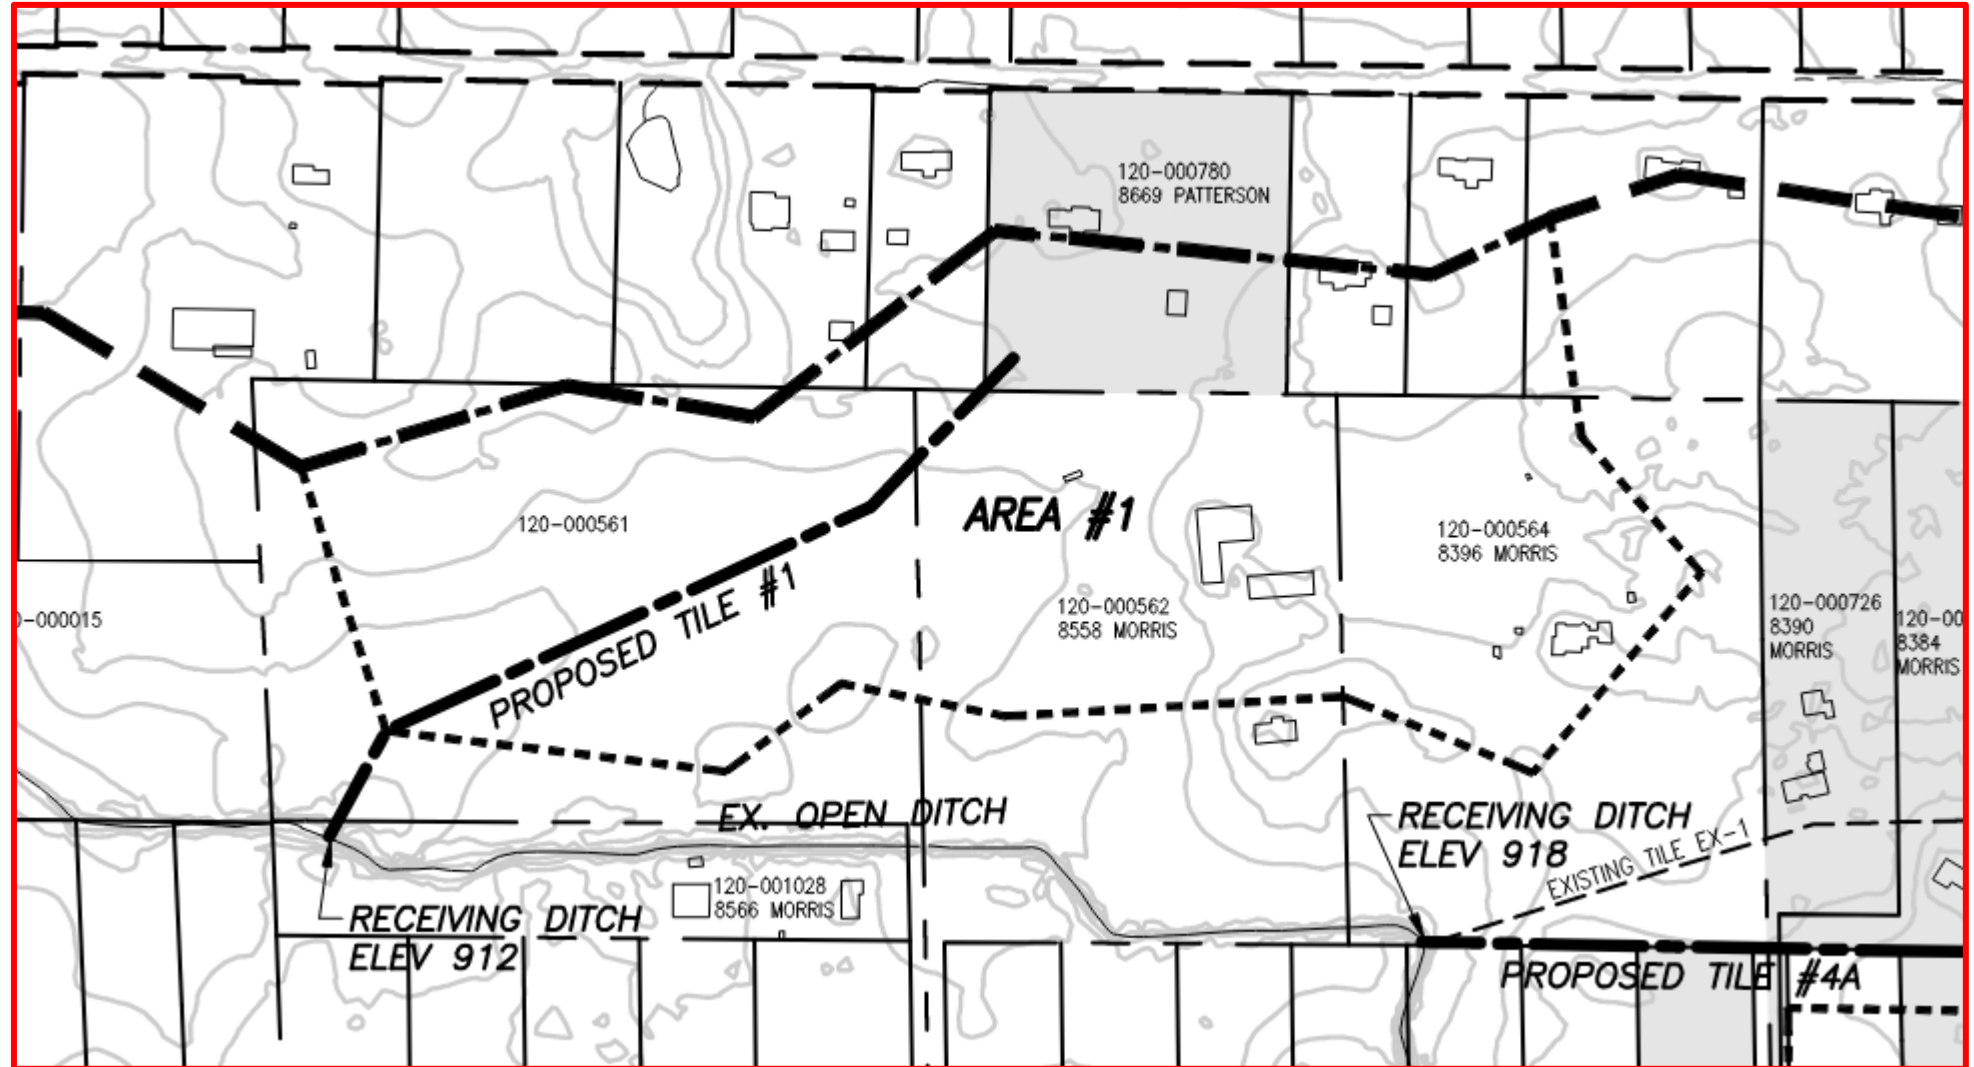 120-000780
8669 PATTERSON
AREA #1
120-000561
120-000564
8396 MORRIS
PROPOSED TILE #1
120-000562
8558 MORRIS
0-000015
120-000726
8390
MORRIS
120-00
8384
MORRIS
EX. OPEN DITCH
RECEIVING DITCH
ELEV 918
EXISTING TILE EX-1
120-001028
8566 MORRIS
RECEIVING DITCH
ELEV 912
PROPOSED TILE #4A